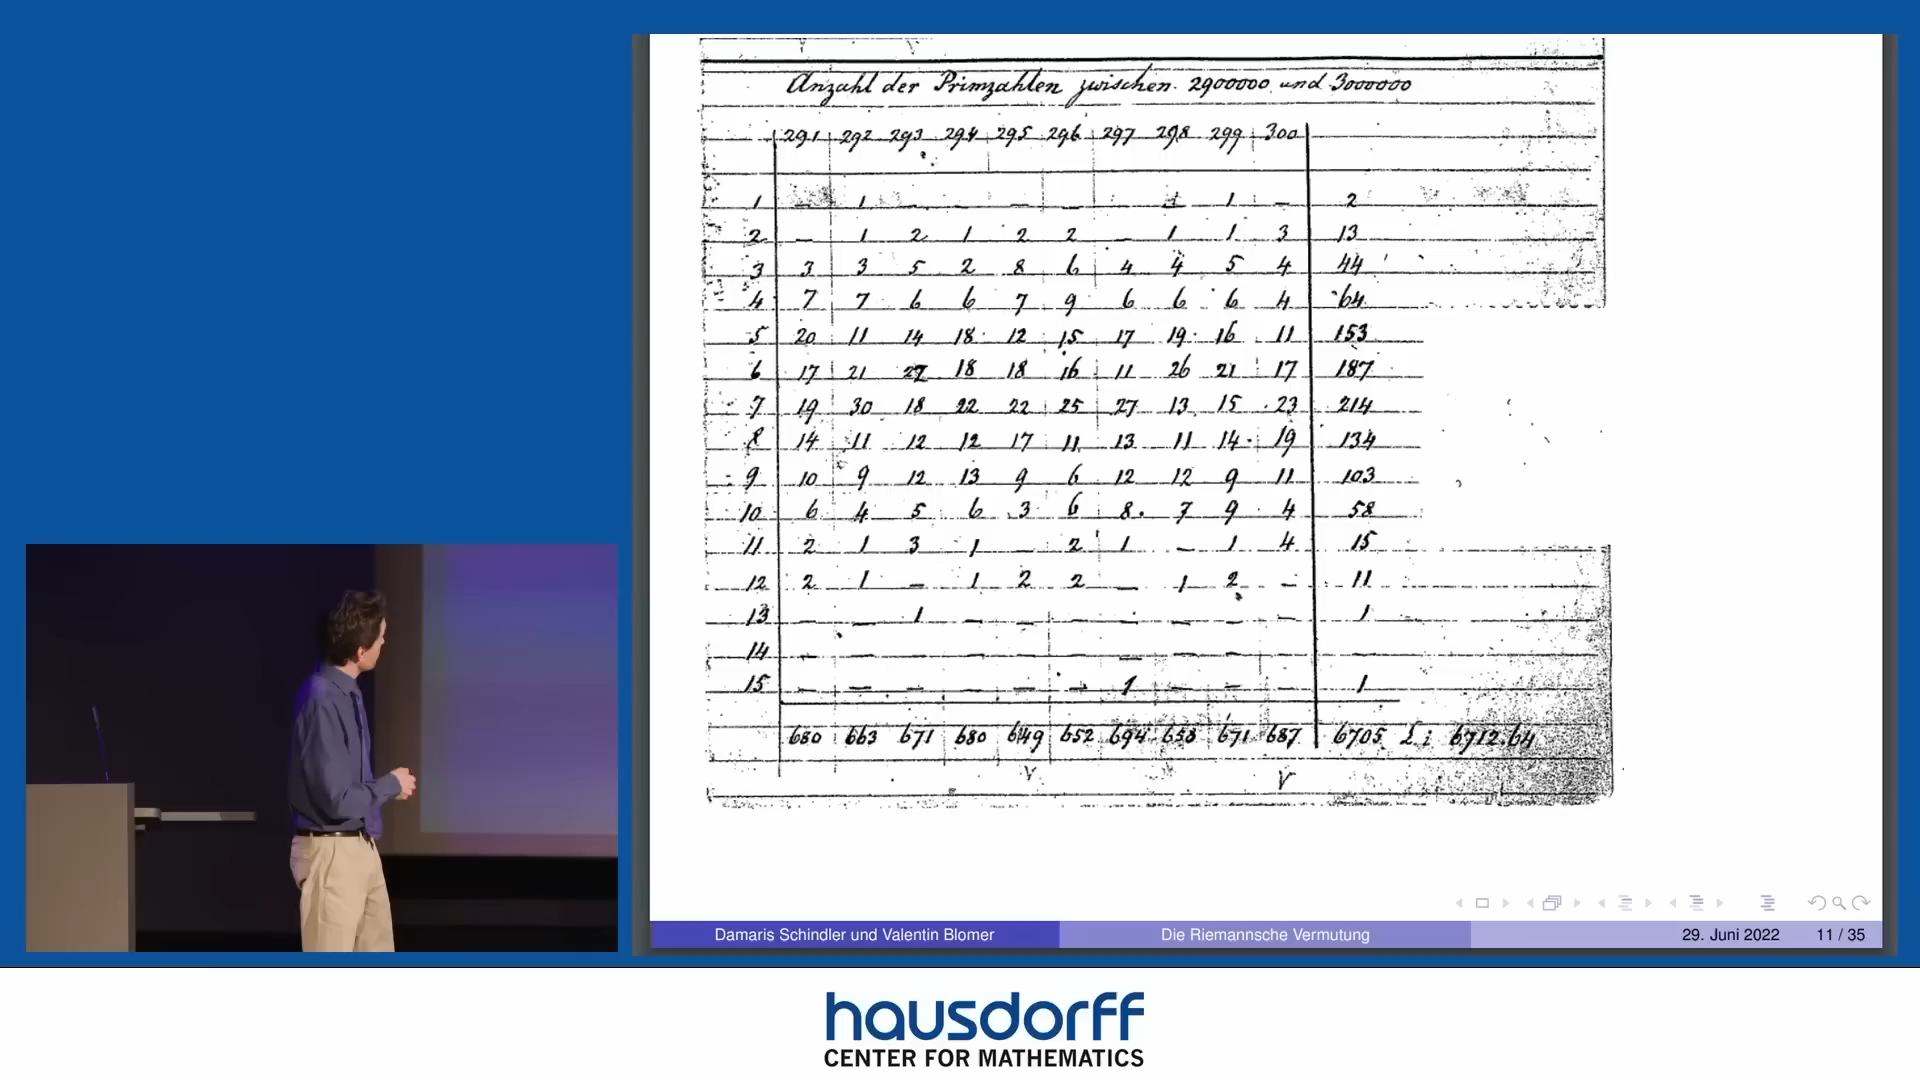 Anzahl der Primzahlen zwischen 2900000 und 3000000
291 292 293 294 295 296 297 298 299 300
1 — 1 — — — — — 1 — 2
2 — 1 2 1 2 2 — 1 1 3 13
3 3 3 5 2 8 6 4 4 5 4 44
4 7 7 6 6 7 9 6 6 6 4 64
5 20 11 14 18 12 15 17 19 16 11 153
6 17 21 22 18 18 16 11 26 21 17 187
7 19 30 18 22 22 25 27 13 15 23 214
8 14 11 12 12 17 11 13 11 14 19 134
9 10 9 12 13 9 6 12 12 9 11 103
10 6 4 5 6 3 6 8 7 9 4 58
11 2 1 3 1 — 2 1 — 1 4 15
12 2 1 — 1 2 2 — 1 2 — 11
13 — — 1 — — — — — — — 1
14 — — — — — — — — — — —
15 — — — — — — 1 — — — 1
680 663 671 680 649 652 694 658 671 687 6705 Li 6712.64
Damaris Schindler und Valentin Blomer Die Riemannsche Vermutung 29. Juni 2022 11 / 35
hausdorff
CENTER FOR MATHEMATICS